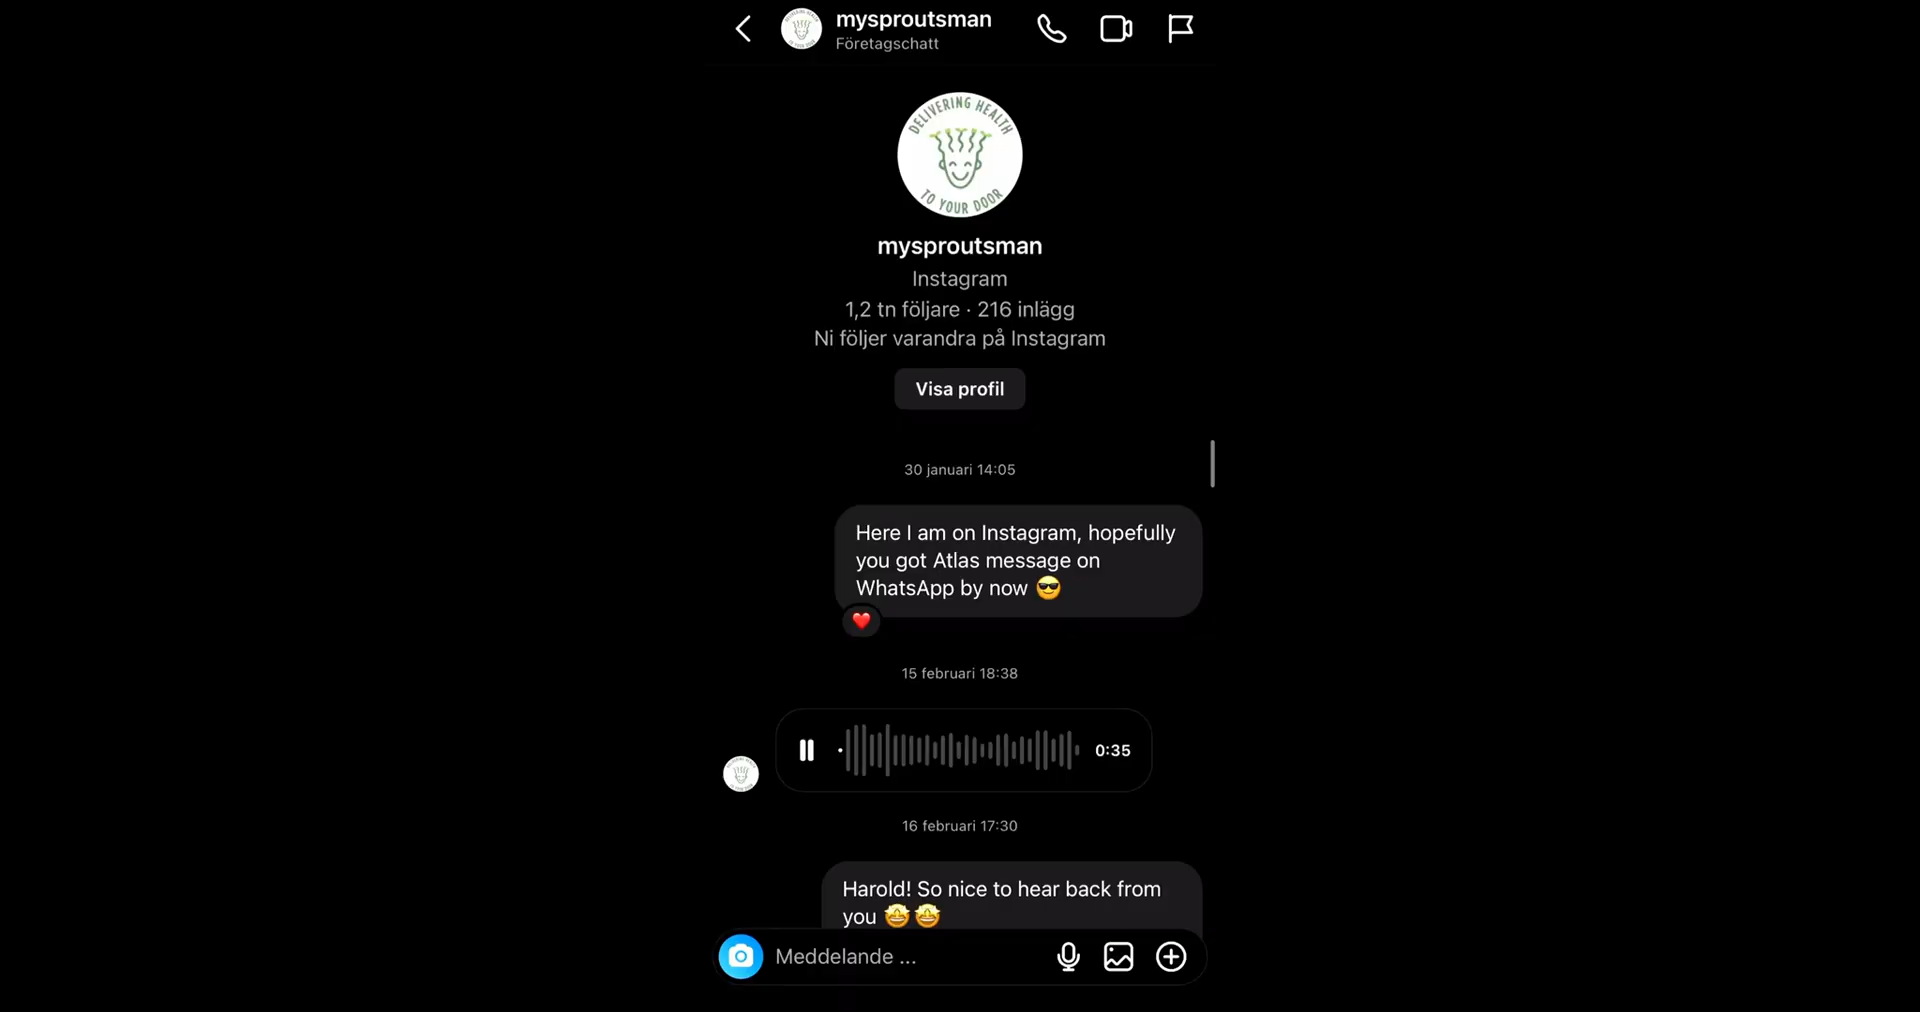 mysproutsman
Företagschatt
DELIVERING HEALTH
TO YOUR DOOR
mysproutsman
Instagram
1,2 tn följare · 216 inlägg
Ni följer varandra på Instagram
Visa profil
30 januari 14:05
Here I am on Instagram, hopefully
you got Atlas message on
WhatsApp by now 😎
❤️
15 februari 18:38
0:35
16 februari 17:30
Harold! So nice to hear back from
you 🤩🤩
Meddelande ...